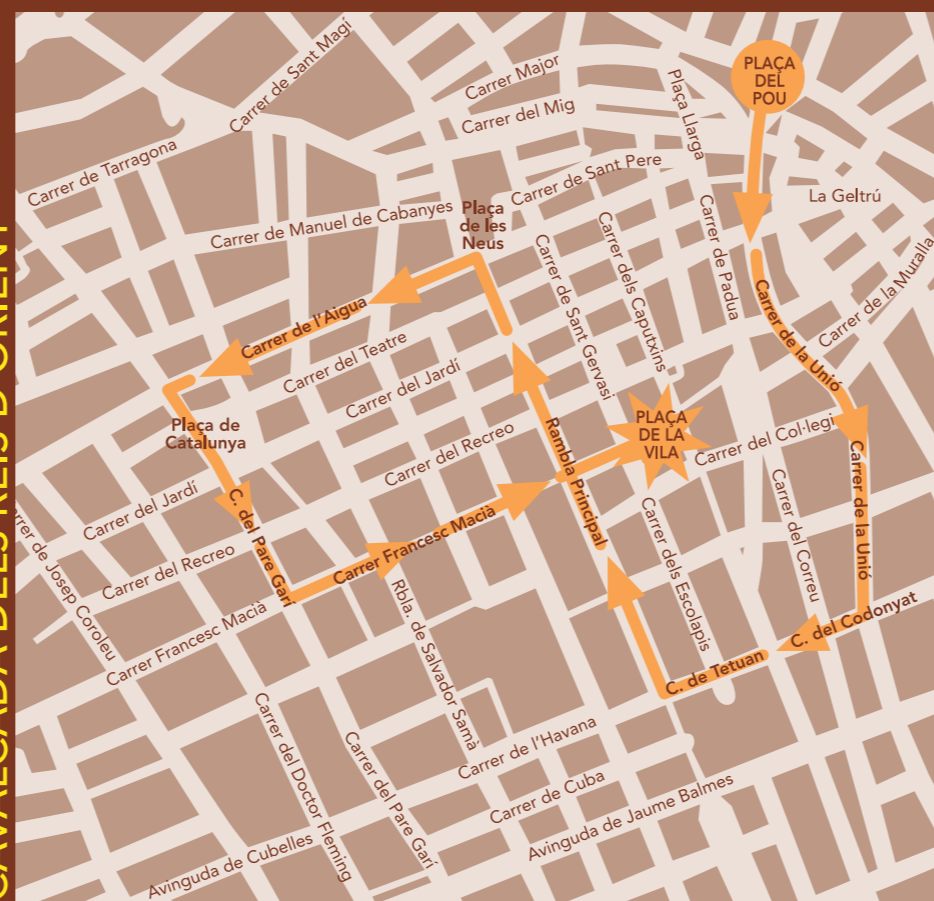 CAVALCADA DELS REIS D'ORIENT
Carrer de Sant Magí
Carrer Major
Plaça Llarga
PLAÇA
DEL
POU
Carrer del Mig
Carrer de Tarragona
Carrer de Sant Pere
La Geltrú
Carrer de Manuel de Cabanyes
Plaça
de les
Neus
Carrer de Sant Gervasi
Carrer dels Caputxins
Carrer de Padua
Carrer de la Muralla
Carrer de l'Aigua
Carrer del Teatre
Carrer del Jardí
Carrer de la Unió
Plaça de
Catalunya
Carrer del Recreo
Rambla Principal
PLAÇA
DE LA
VILA
Carrer del Col·legi
Carrer del Jardí
C. del Pare Garí
Carrer Francesc Macià
Carrer dels Escolapis
Carrer del Correu
Carrer de la Unió
Carrer de Josep Coroleu
Carrer del Recreo
Carrer Francesc Macià
Rbla. de Salvador Samà
C. de Tetuan
C. del Codonyat
Carrer del Doctor Fleming
Carrer del Pare Garí
Carrer de l'Havana
Carrer de Cuba
Avinguda de Jaume Balmes
Avinguda de Cubelles